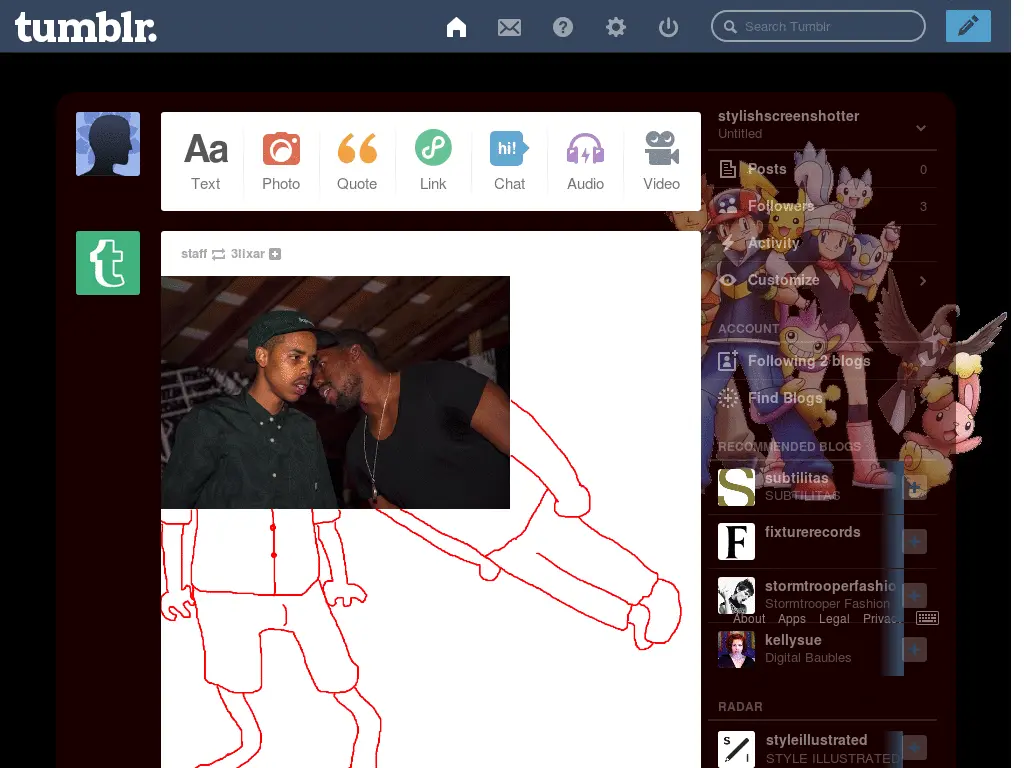 tumblr.
Search Tumblr
Aa
hi!
Text
Photo
Quote
Link
Chat
Audio
Video
staff 3lixar
stylishscreenshotter
Untitled
Posts 0
Followers 3
Activity
Customize
ACCOUNT
Following 2 blogs
Find Blogs
RECOMMENDED BLOGS
S
subtilitas
SUBTILITAS
F
fixturerecords
stormtrooperfashio
Stormtrooper Fashion
About Apps Legal Privac
kellysue
Digital Baubles
RADAR
S I
styleillustrated
STYLE ILLUSTRATED